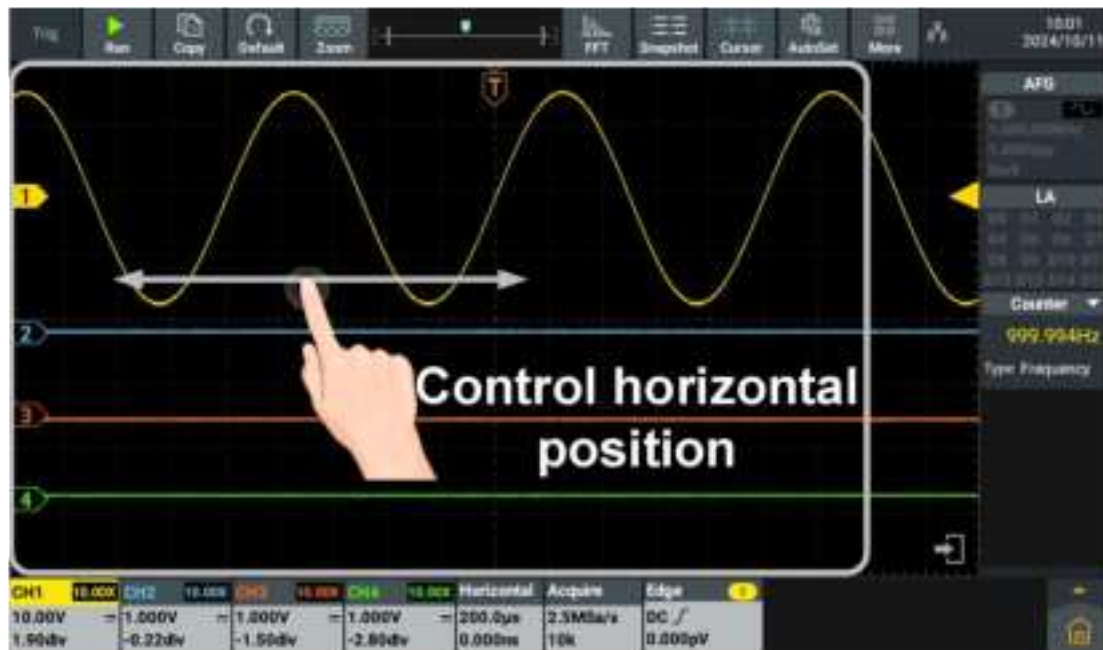 Trig
Run
Copy
Default
Zoom
FFT
Snapshot
Cursor
AutoSet
More
10:01
2024/10/11
T
AFG
1
LA
Counter
999.994Hz
Type: Frequency
1
2
3
4
Control horizontal
position
CH1 10.00X CH2 10.00X CH3 10.00X CH4 10.00X Horizontal Acquire Edge
10.00V 1.000V 1.000V 1.000V 200.0μs 2.5MSa/s DC
1.90div -0.22div -1.50div -2.80div 0.000ns 10k 0.000pV